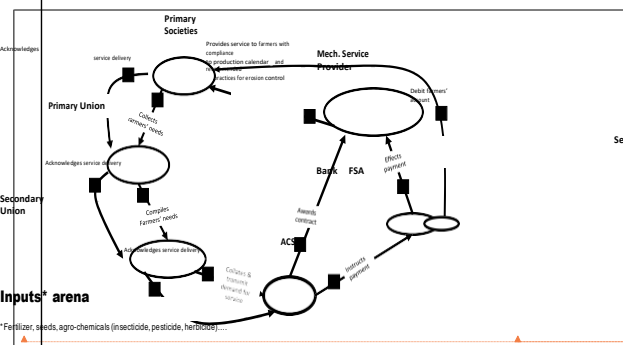 Primary
Societies
Acknowledges
service delivery
Provides service to farmers with
compliance
to production calendar and
practices for erosion control
Mech. Service
Provider
Debit farmers'
account
Primary Union
Collects
farmers' needs
Se
Acknowledges service delivery
Bank FSA
Effects
payment
Secondary
Union
Compiles
Farmers' needs
Awards
contract
ACS
Acknowledges service delivery
Collates &
transmit
demand for
service
Instructs
payment
Inputs* arena
*Fertilizer, seeds, agro-chemicals (insecticide, pesticide, herbicide)….